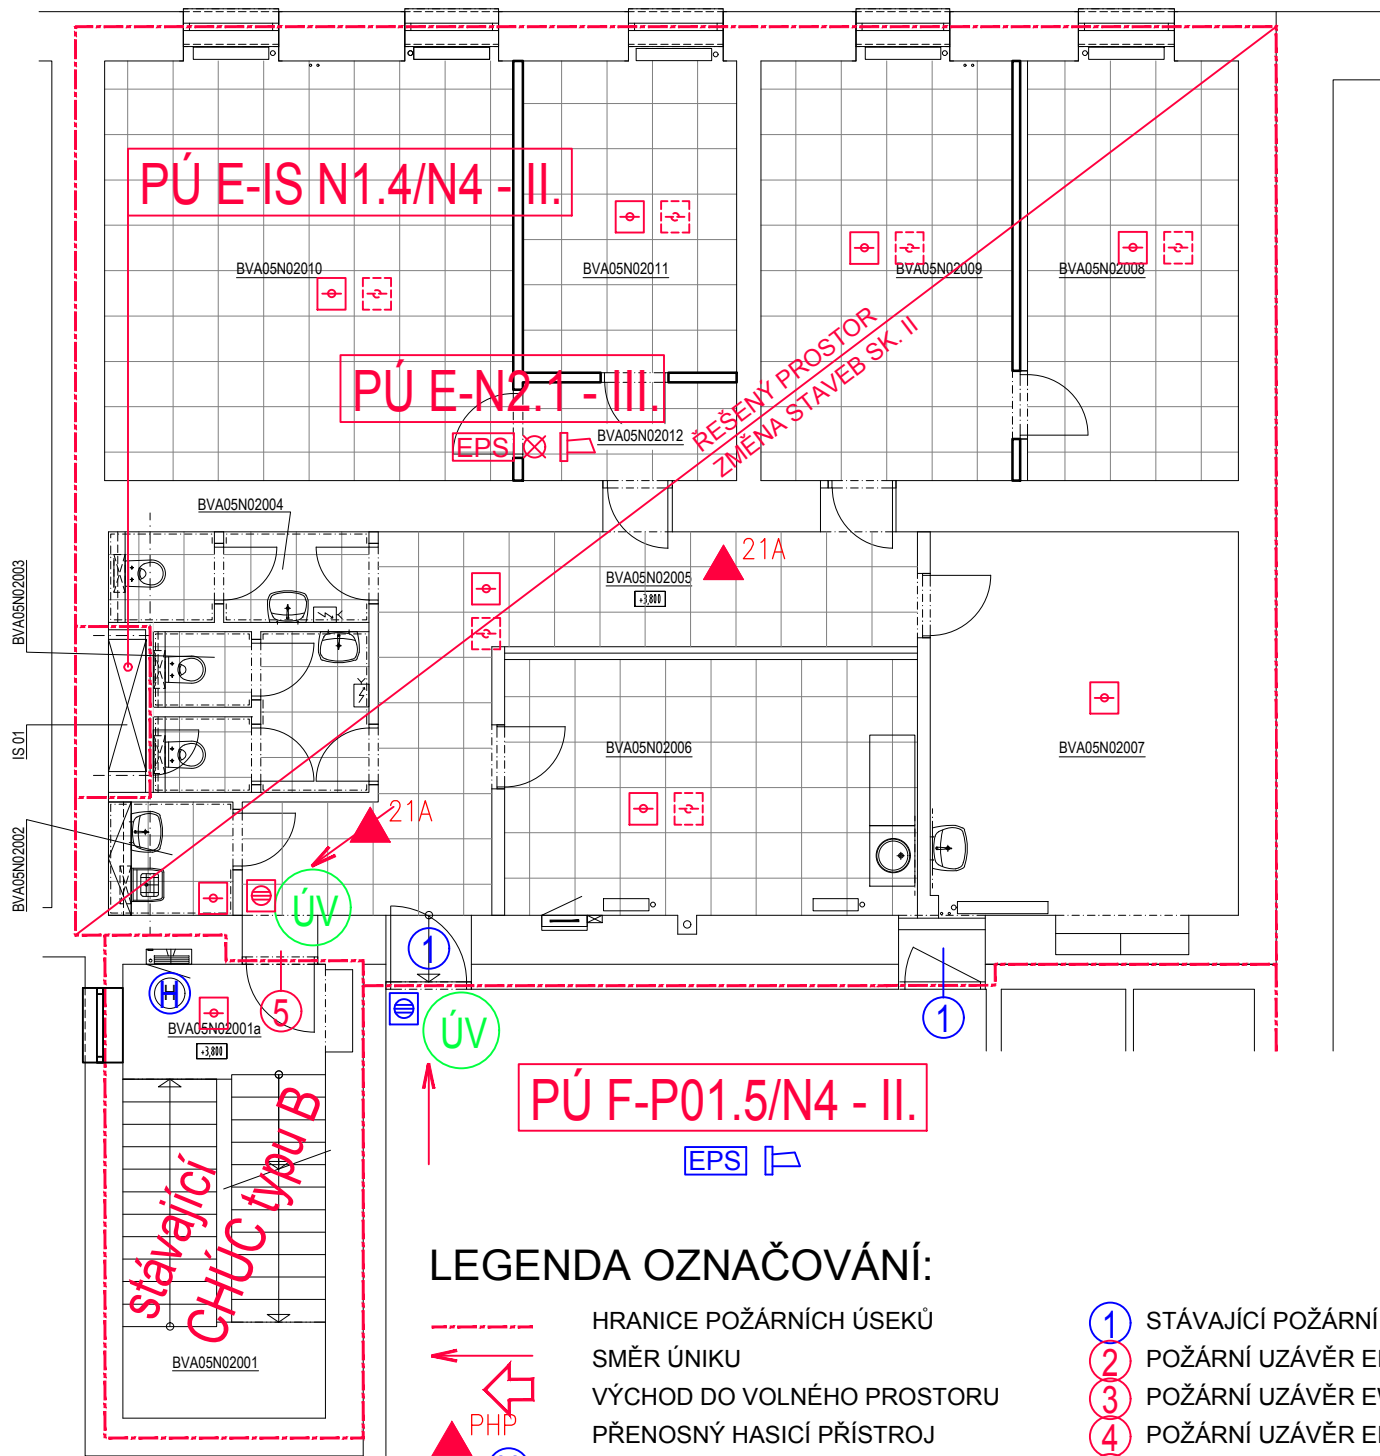 PÚ E-IS N1.4/N4 - II.
BVA05N02010
BVA05N02011
BVA05N02009
BVA05N02008
ŘEŠENÝ PROSTOR
ZMĚNA STAVEB SK. II
PÚ E-N2.1 - III.
EPS
BVA05N02012
BVA05N02004
BVA05N02003
21A
BVA05N02005
+3,800
IS 01
BVA05N02006
BVA05N02007
21A
BVA05N02002
ÚV
1
H
5
ÚV
1
BVA05N02001a
+3,800
PÚ F-P01.5/N4 - II.
EPS
stávající
CHÚC typu B
BVA05N02001
LEGENDA OZNAČOVÁNÍ:
HRANICE POŽÁRNÍCH ÚSEKŮ
SMĚR ÚNIKU
VÝCHOD DO VOLNÉHO PROSTORU
PHP
PŘENOSNÝ HASICÍ PŘÍSTROJ
1 STÁVAJÍCÍ POŽÁRNÍ
2 POŽÁRNÍ UZÁVĚR
3 POŽÁRNÍ UZÁVĚR
4 POŽÁRNÍ UZÁVĚR